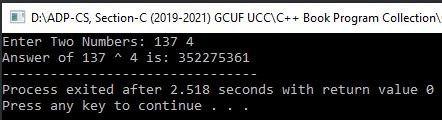 D:\ADP-CS, Section-C (2019-2021) GCUF UCC\C++ Book Program Collection\
Enter Two Numbers: 137 4
Answer of 137 ^ 4 is: 352275361
--------------------------------
Process exited after 2.518 seconds with return value 0
Press any key to continue . . .